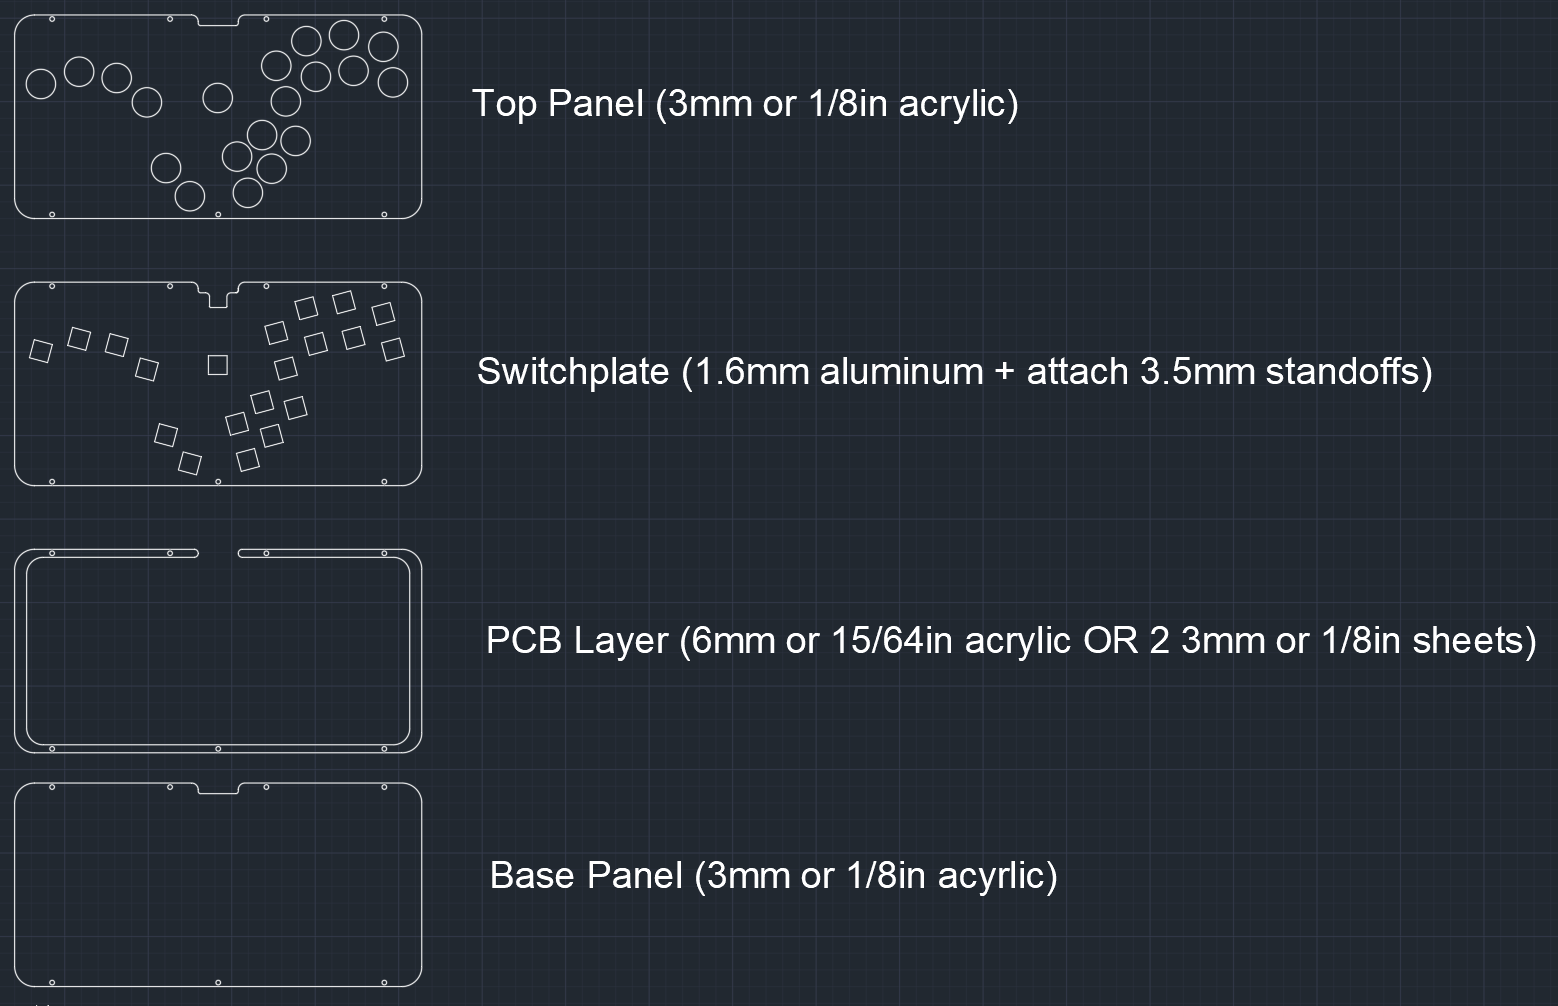 Top Panel (3mm or 1/8in acrylic)
Switchplate (1.6mm aluminum + attach 3.5mm standoffs)
PCB Layer (6mm or 15/64in acrylic OR 2 3mm or 1/8in sheets)
Base Panel (3mm or 1/8in acyrlic)